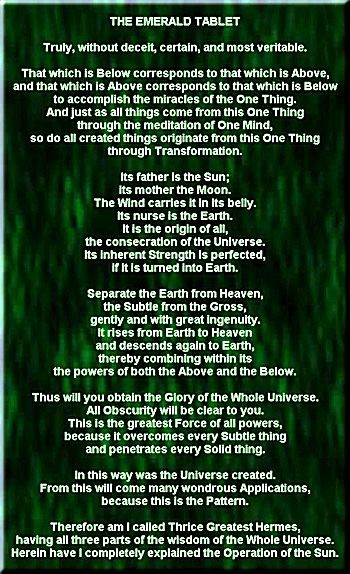 THE EMERALD TABLET
Truly, without deceit, certain, and most veritable.
That which is Below corresponds to that which is Above,
and that which is Above corresponds to that which is Below
to accomplish the miracles of the One Thing.
And just as all things come from this One Thing
through the meditation of One Mind,
so do all created things originate from this One Thing
through Transformation.
Its father is the Sun;
its mother the Moon.
The Wind carries it in its belly.
Its nurse is the Earth.
It is the origin of all,
the consecration of the Universe.
Its inherent Strength is perfected,
if it is turned into Earth.
Separate the Earth from Heaven,
the Subtle from the Gross,
gently and with great ingenuity.
It rises from Earth to Heaven
and descends again to Earth,
thereby combining within its
the powers of both the Above and the Below.
Thus will you obtain the Glory of the Whole Universe.
All Obscurity will be clear to you.
This is the greatest Force of all powers,
because it overcomes every Subtle thing
and penetrates every Solid thing.
In this way was the Universe created.
From this will come many wondrous Applications,
because this is the Pattern.
Therefore am I called Thrice Greatest Hermes,
having all three parts of the wisdom of the Whole Universe.
Herein have I completely explained the Operation of the Sun.